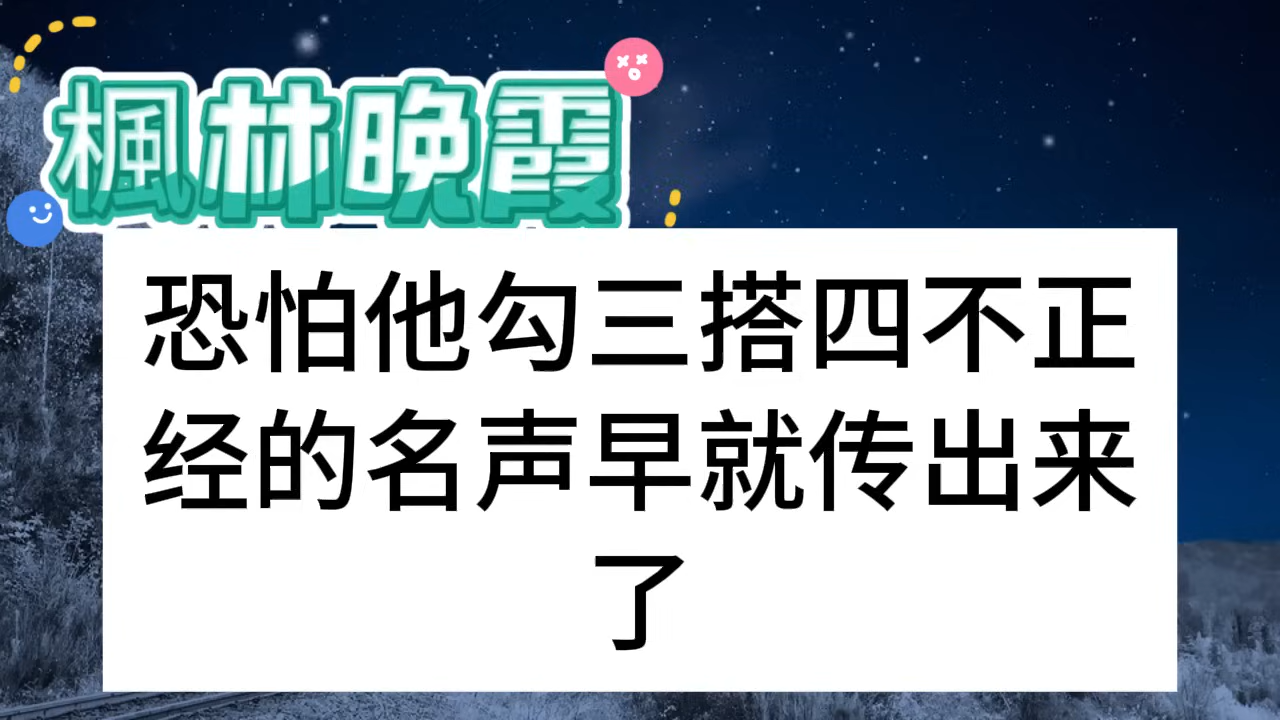 楓林晚霞
恐怕他勾三搭四不正
经的名声早就传出来
了